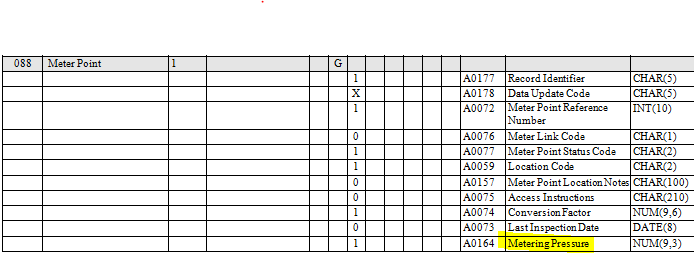 088 Meter Point 1 G
1 A0177 Record Identifier CHAR(5)
X A0178 Data Update Code CHAR(5)
1 A0072 Meter Point Reference INT(10)
Number
0 A0076 Meter Link Code CHAR(1)
1 A0077 Meter Point Status Code CHAR(2)
1 A0059 Location Code CHAR(2)
0 A0157 Meter Point Location Notes CHAR(100)
0 A0075 Access Instructions CHAR(210)
1 A0074 Conversion Factor NUM(9,6)
0 A0073 Last Inspection Date DATE(8)
1 A0164 Metering Pressure NUM(9,3)